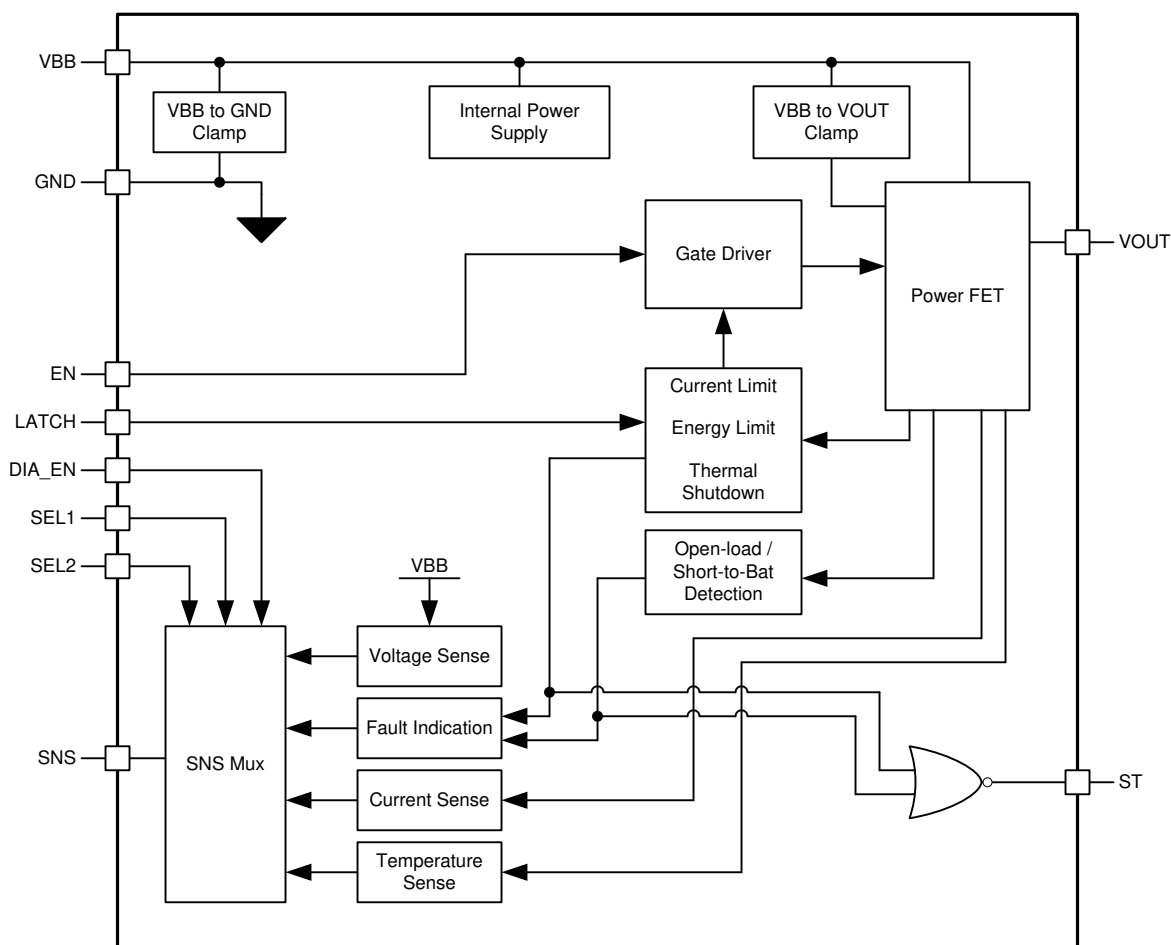 VBB
VBB to GND
Clamp
Internal Power
Supply
VBB to VOUT
Clamp
GND
Gate Driver
Power FET
VOUT
EN
LATCH
Current Limit
Energy Limit
Thermal
Shutdown
DIA_EN
SEL1
SEL2
VBB
Open-load /
Short-to-Bat
Detection
Voltage Sense
Fault Indication
SNS
SNS Mux
Current Sense
ST
Temperature
Sense